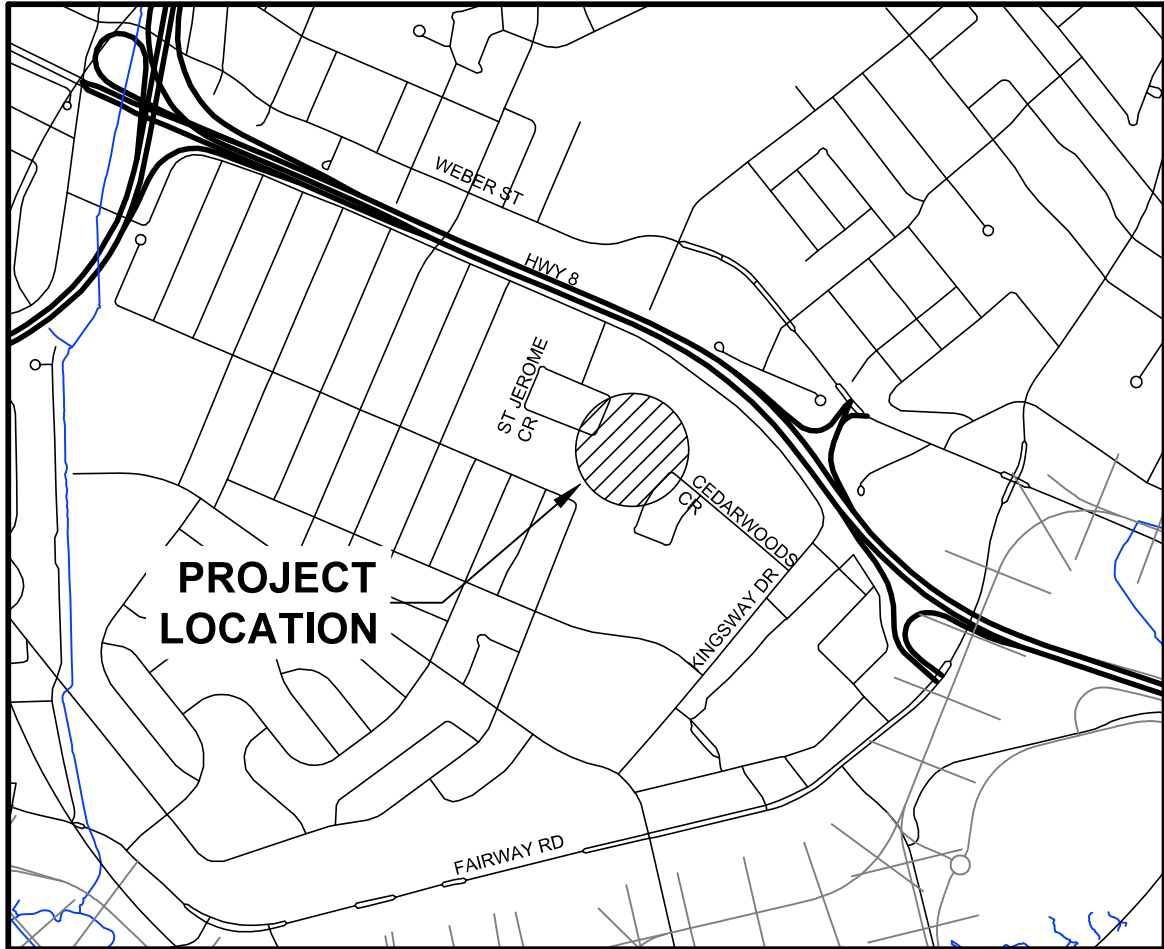 WEBER ST
HWY 8
ST JEROME
CR
CEDARWOODS
CR
KINGSWAY DR
PROJECT
LOCATION
FAIRWAY RD